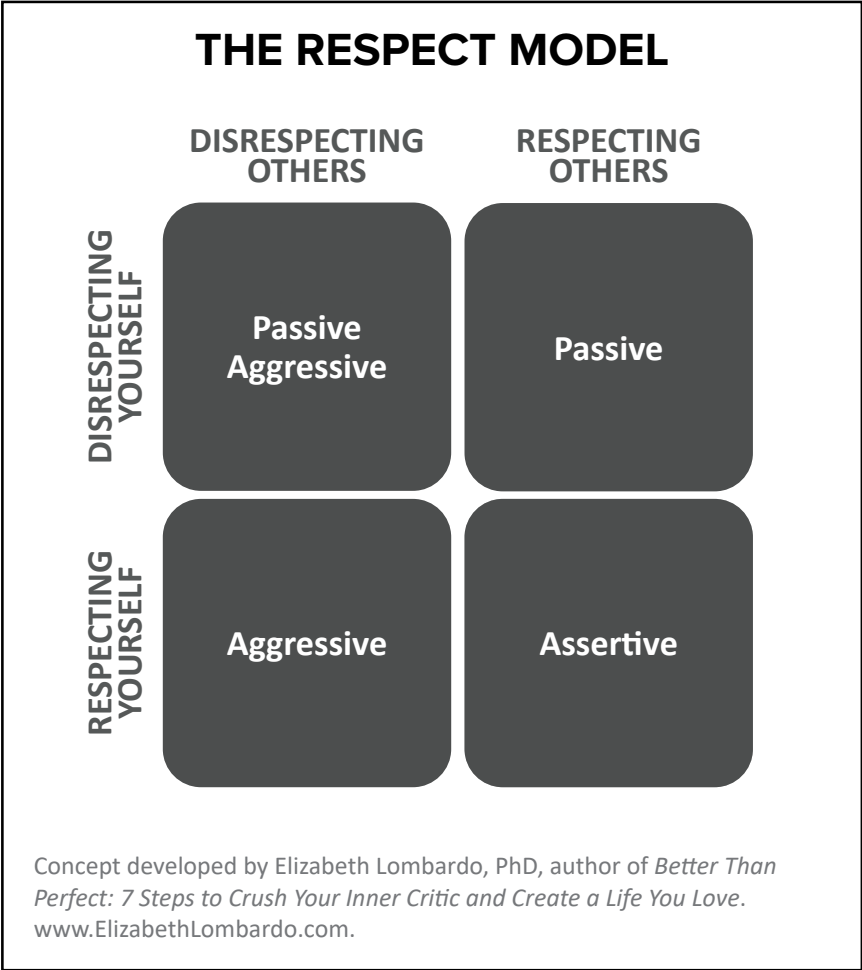 THE RESPECT MODEL
DISRESPECTING
OTHERS
RESPECTING
OTHERS
DISRESPECTING
YOURSELF
Passive
Aggressive
Passive
RESPECTING
YOURSELF
Aggressive
Assertive
Concept developed by Elizabeth Lombardo, PhD, author of Better Than
Perfect: 7 Steps to Crush Your Inner Critic and Create a Life You Love.
www.ElizabethLombardo.com.